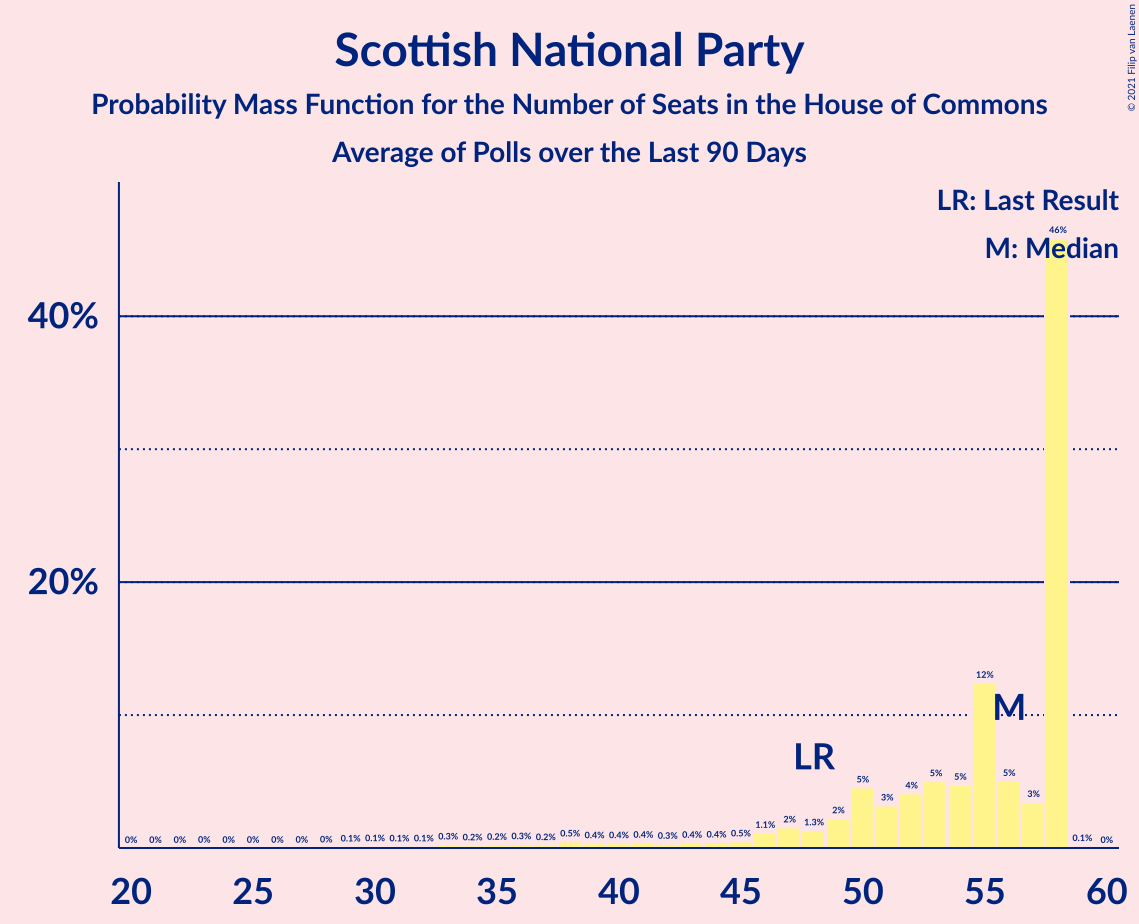 © 2021 Filip van Laenen
Scottish National Party
Probability Mass Function for the Number of Seats in the House of Commons
Average of Polls over the Last 90 Days
LR: Last Result
46%
M: Median
40%
20%
12%
M
LR
5% 3% 4% 5% 5% 5% 3%
0% 0% 0% 0% 0% 0% 0% 0% 0% 0.1% 0.1% 0.1% 0.1% 0.3% 0.2% 0.2% 0.3% 0.2% 0.5% 0.4% 0.4% 0.4% 0.3% 0.4% 0.4% 0.5% 1.1% 2% 1.3% 2% 0.1% 0%
20 25 30 35 40 45 50 55 60